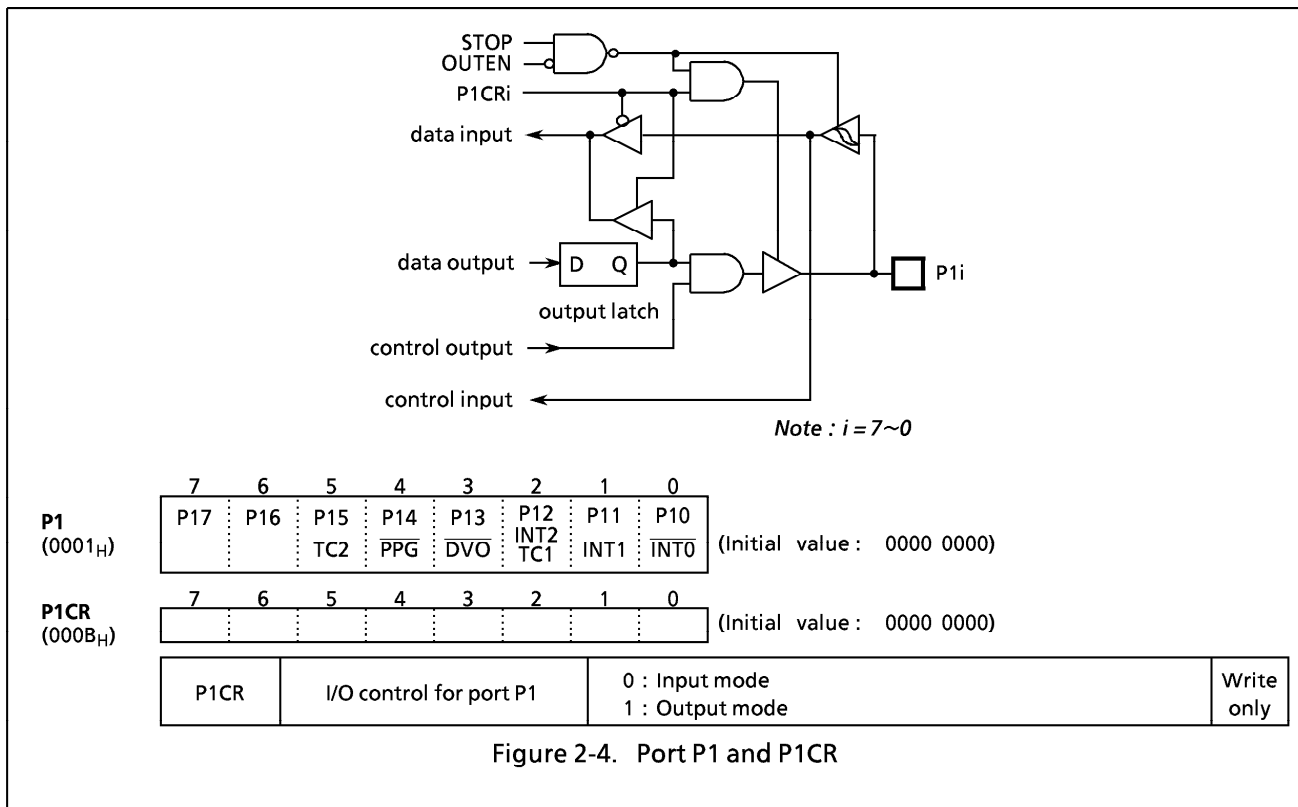 STOP
OUTEN
P1CRi
data input
data output
D Q
P1i
output latch
control output
control input
Note : i = 7~0
7 6 5 4 3 2 1 0
P1 P17 P16 P15 P14 P13 P12 P11 P10
(0001H) TC2 P̅P̅G̅ D̅V̅O̅ INT2 TC1 INT1 I̅N̅T̅0̅ (Initial value : 0000 0000)
7 6 5 4 3 2 1 0
P1CR
(000BH) (Initial value : 0000 0000)
P1CR I/O control for port P1 0 : Input mode Write
1 : Output mode only
Figure 2-4. Port P1 and P1CR